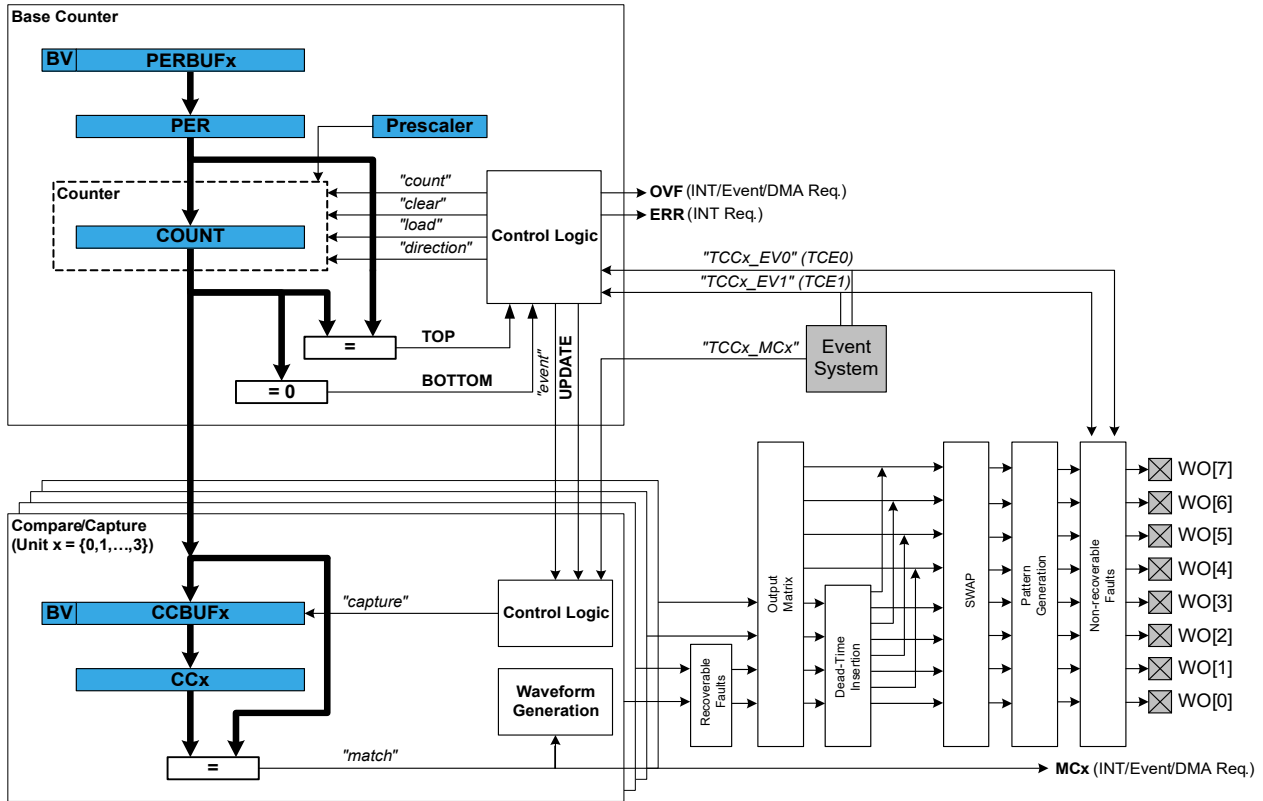 Base Counter
BV PERBUFx
PER
Prescaler
Counter
COUNT
"count"
"clear"
"load"
"direction"
Control Logic
OVF (INT/Event/DMA Req.)
ERR (INT Req.)
"TCCx_EV0" (TCE0)
"TCCx_EV1" (TCE1)
"TCCx_MCx"
Event
System
=
TOP
= 0
BOTTOM
"event"
UPDATE
Compare/Capture
(Unit x = {0,1,...,3})
BV CCBUFx
"capture"
Control Logic
CCx
Waveform
Generation
=
"match"
MCx (INT/Event/DMA Req.)
Recoverable
Faults
Output
Matrix
Dead-Time
Insertion
SWAP
Pattern
Generation
Non-recoverable
Faults
WO[7]
WO[6]
WO[5]
WO[4]
WO[3]
WO[2]
WO[1]
WO[0]